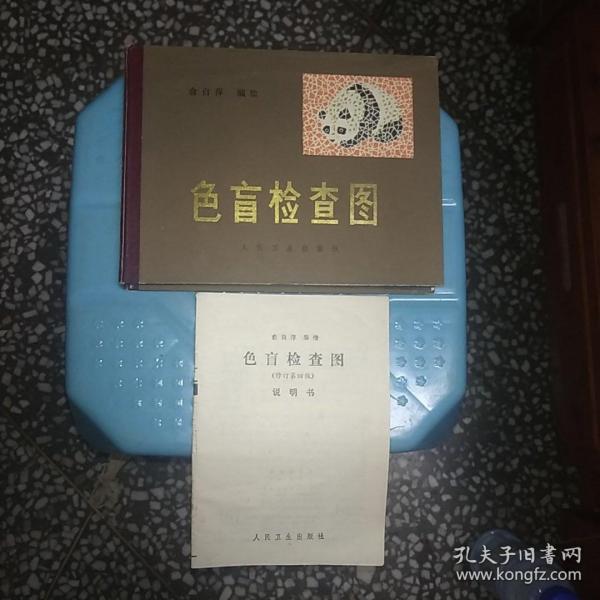 俞自萍 编绘
色盲检查图
人民卫生出版社
俞自萍 编绘
色盲检查图
(修订第四版)
说明书
人民卫生出版社
孔夫子旧书网
www.kongfz.com